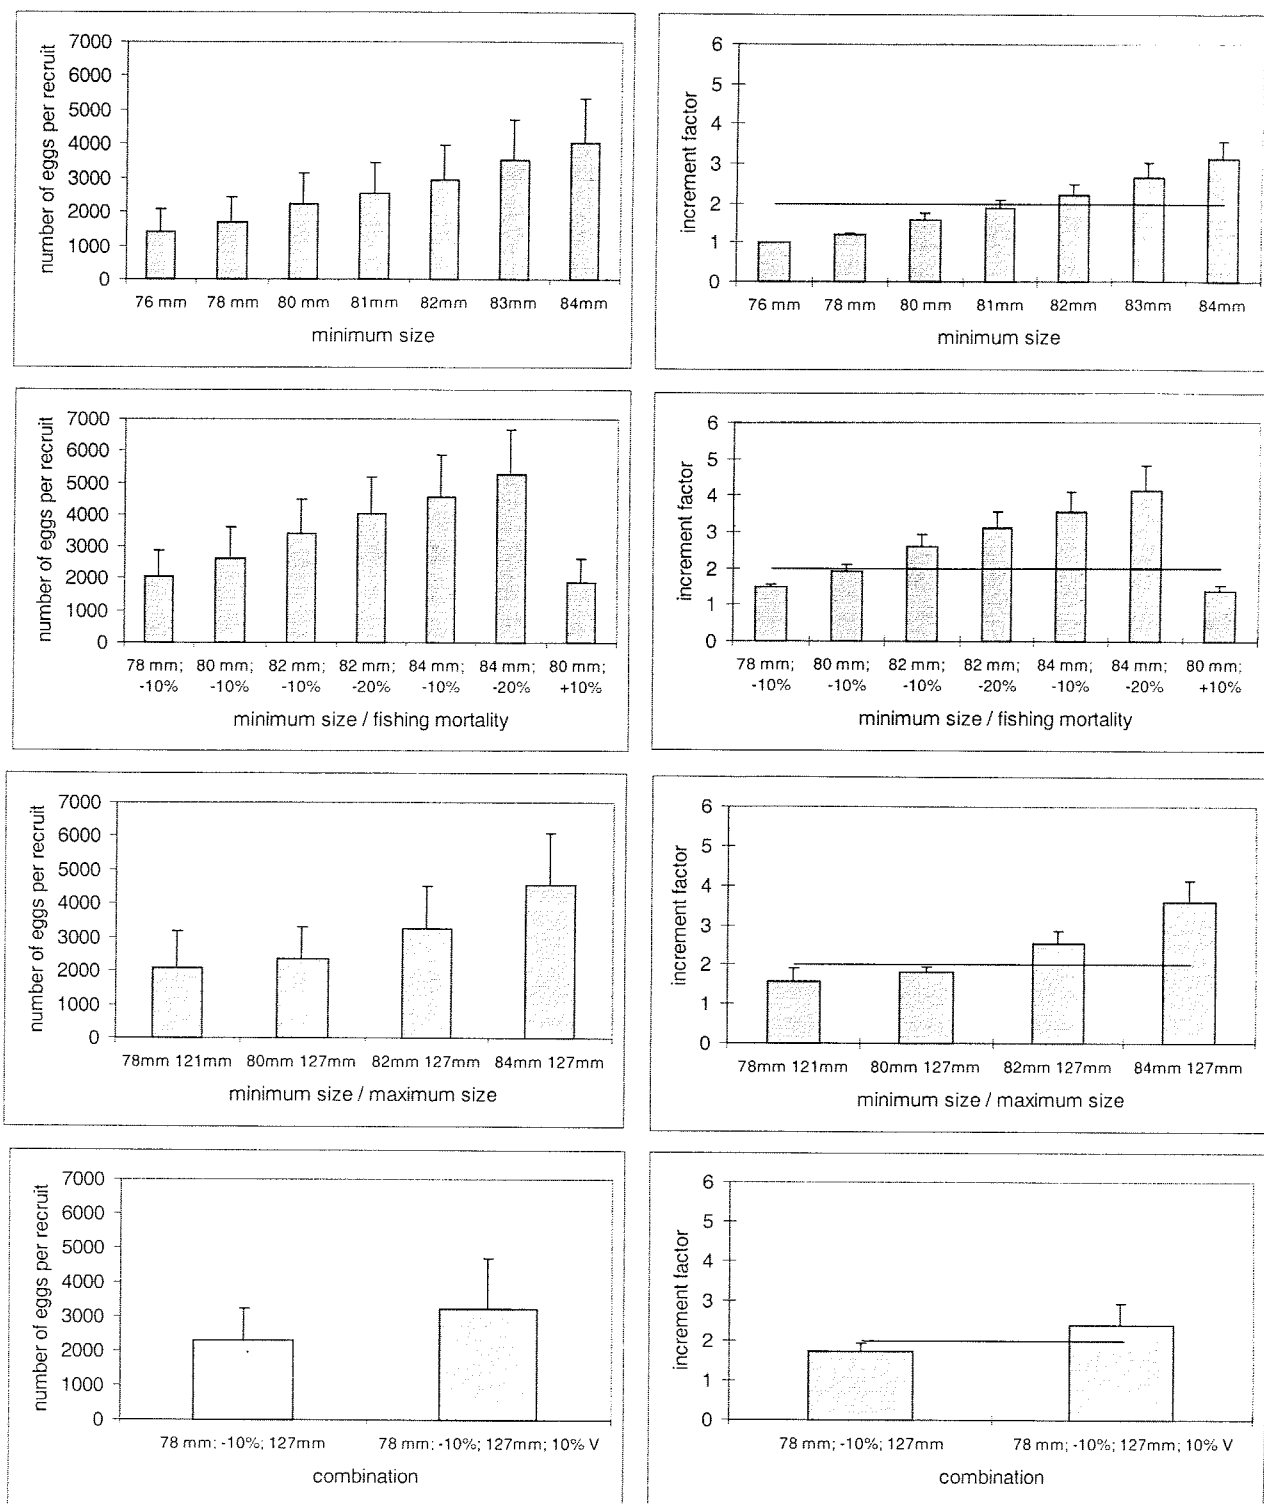 number of eggs per recruit
7000
6000
5000
4000
3000
2000
1000
0
76 mm 78 mm 80 mm 81mm 82mm 83mm 84mm
minimum size
increment factor
6
5
4
3
2
1
0
76 mm 78 mm 80 mm 81mm 82mm 83mm 84mm
minimum size
number of eggs per recruit
7000
6000
5000
4000
3000
2000
1000
0
78 mm; 80 mm; 82 mm; 82 mm; 84 mm; 84 mm; 80 mm;
-10% -10% -10% -20% -10% -20% +10%
minimum size / fishing mortality
increment factor
6
5
4
3
2
1
0
78 mm; 80 mm; 82 mm; 82 mm; 84 mm; 84 mm; 80 mm;
-10% -10% -10% -20% -10% -20% +10%
minimum size / fishing mortality
number of eggs per recruit
7000
6000
5000
4000
3000
2000
1000
0
78mm 121mm 80mm 127mm 82mm 127mm 84mm 127mm
minimum size / maximum size
increment factor
6
5
4
3
2
1
0
78mm 121mm 80mm 127mm 82mm 127mm 84mm 127mm
minimum size / maximum size
number of eggs per recruit
7000
6000
5000
4000
3000
2000
1000
0
78 mm; -10%; 127mm 78 mm; -10%; 127mm; 10% V
combination
increment factor
6
5
4
3
2
1
0
78 mm; -10%; 127mm 78 mm; -10%; 127mm; 10% V
combination